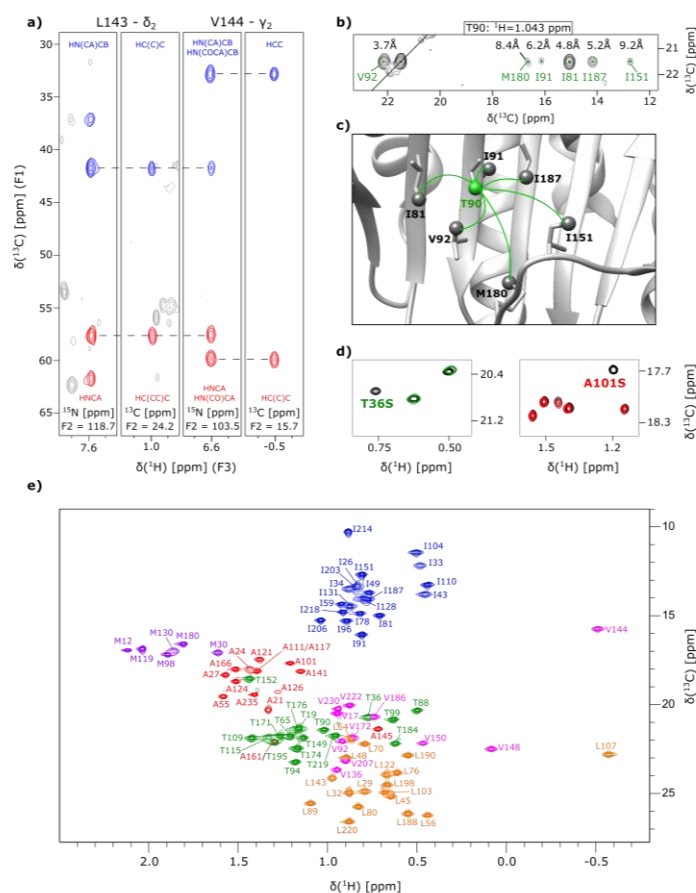 a)
L143 - δ2
V144 - γ2
HN(CA)CB
HC(C)C
HN(CA)CB
HN(COCA)CB
HCC
30
35
40
45
50
55
60
65
δ(¹³C) [ppm] (F1)
HNCA
HC(CC)C
HNCA
HN(CO)CA
HC(C)C
¹⁵N [ppm]
F2 = 118.7
¹³C [ppm]
F2 = 24.2
¹⁵N [ppm]
F2 = 103.5
¹³C [ppm]
F2 = 15.7
7.6
1.0
6.6
-0.5
δ(¹H) [ppm] (F3)
b)
T90: ¹H=1.043 ppm
3.7Å 8.4Å 6.2Å 4.8Å 5.2Å 9.2Å
V92 M180 I91 I81 I187 I151
21
22
δ(¹³C) [ppm]
22 20 18 16 14 12
δ(¹³C) [ppm]
c)
I91
I187
T90
I81
V92
I151
M180
d)
T36S
20.4
21.2
0.75 0.50
δ(¹H) [ppm]
A101S
17.7
18.3
1.5 1.2
δ(¹H) [ppm]
δ(¹³C) [ppm]
e)
I214
I104
I33
I26
I151
I203
I49
I34
I187
I110
I131
I43
I59
I128
I218
I78
I81
I206
I96
I91
V144
M12
M130
M180
M119
M98
M30
A24
A121
A111/A117
A166
A101
A27
T152
A141
A124
A126
A55
A235
A21
V230
V222
T36
V186
T88
T176
T19
V17
T99
T171
T65
L64
V172
A145
T184
V150
T109
T115
T149
V92
L70
V148
L107
A161/T195
T174
T219
L48
L190
T94
V207
V136
L122
L76
L143
L29
L198
L32
L103
L45
L89
L80
L220
L188
L56
10
15
20
25
δ(¹³C) [ppm]
2.0 1.5 1.0 0.5 0.0 -0.5
δ(¹H) [ppm]